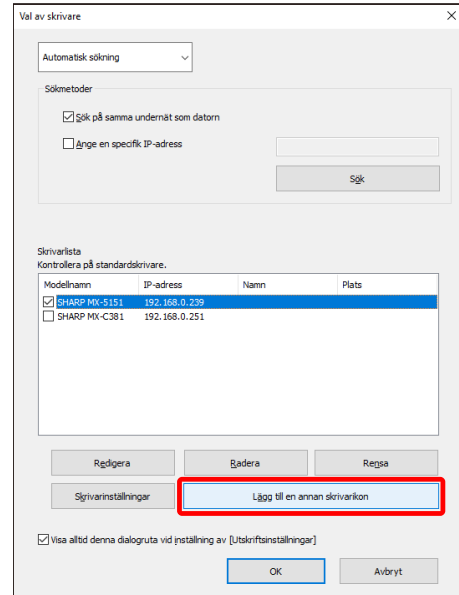 Val av skrivare
Automatisk sökning
Sökmetoder
Sök på samma undernät som datorn
Ange en specifik IP-adress
Sök
Skrivarlista
Kontrollera på standardskrivare.
Modellnamn IP-adress Namn Plats
SHARP MX-5151 192.168.0.239
SHARP MX-C381 192.168.0.251
Redigera Radera Rensa
Skrivarinställningar Lägg till en annan skrivarikon
Visa alltid denna dialogruta vid inställning av [Utskriftsinställningar]
OK Avbryt